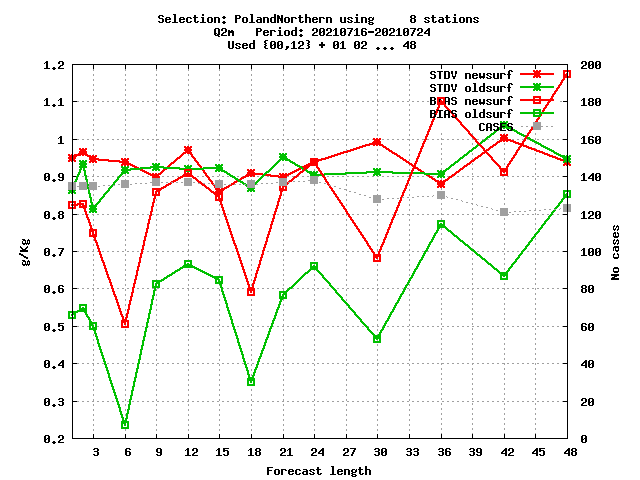 Selection: PolandNorthern using     8 stations
Q2m   Period: 20210716-20210724
Used {00,12} + 01 02 ... 48
STDV newsurf
STDV oldsurf
BIAS newsurf
BIAS oldsurf
CASES
1.2
1.1
1
0.9
0.8
0.7
0.6
0.5
0.4
0.3
0.2
g/Kg
200
180
160
140
120
100
80
60
40
20
0
No cases
3 6 9 12 15 18 21 24 27 30 33 36 39 42 45 48
Forecast length